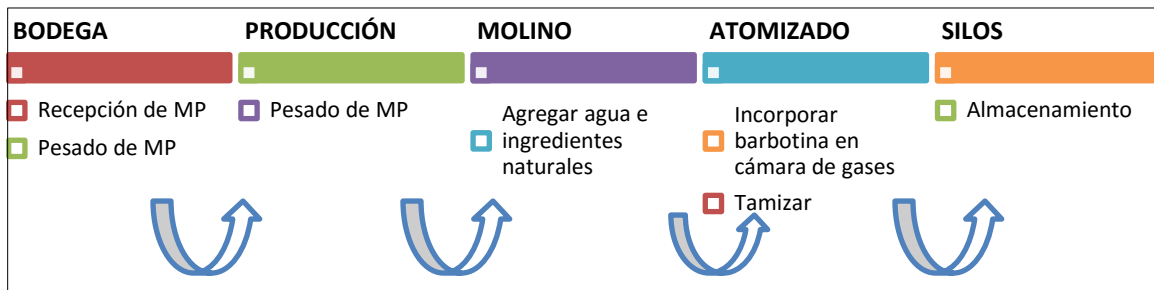 BODEGA
Recepción de MP
Pesado de MP
PRODUCCIÓN
Pesado de MP
MOLINO
Agregar agua e
ingredientes
naturales
ATOMIZADO
Incorporar
barbotina en
cámara de gases
Tamizar
SILOS
Almacenamiento